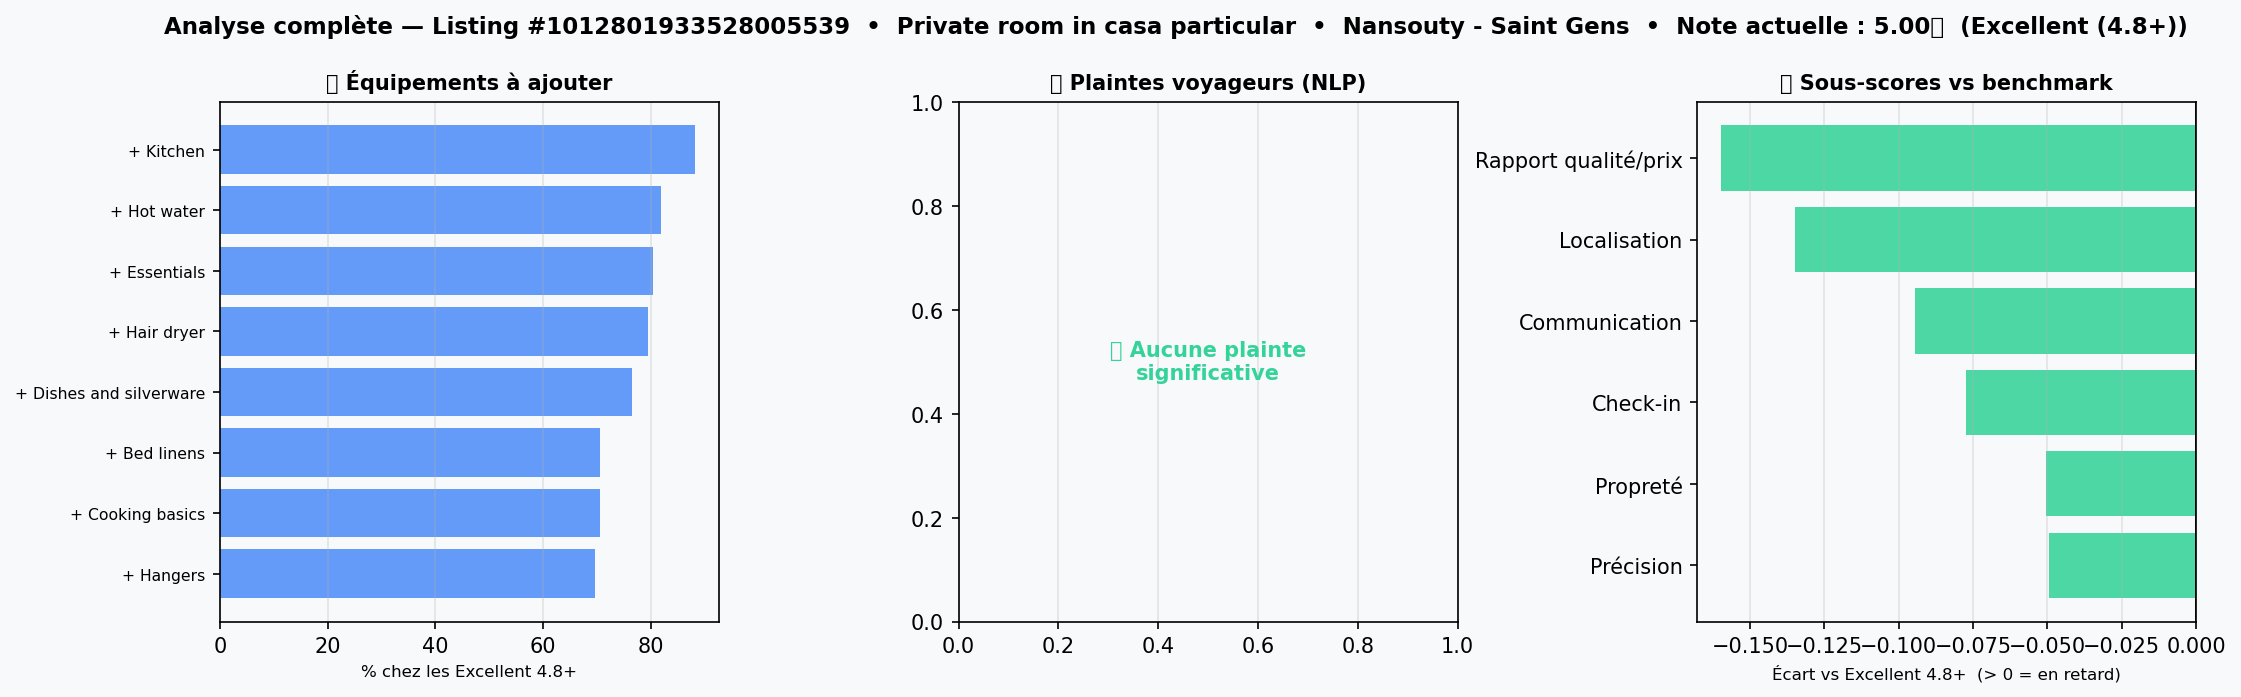 Analyse complète — Listing #1012801933528005539 • Private room in casa particular • Nansouty - Saint Gens • Note actuelle : 5.00▯ (Excellent (4.8+))
▯ Équipements à ajouter
+ Kitchen
+ Hot water
+ Essentials
+ Hair dryer
+ Dishes and silverware
+ Bed linens
+ Cooking basics
+ Hangers
0 20 40 60 80
% chez les Excellent 4.8+
▯ Plaintes voyageurs (NLP)
1.0
0.8
0.6
0.4
0.2
0.0
▯ Aucune plainte
significative
0.0 0.2 0.4 0.6 0.8 1.0
▯ Sous-scores vs benchmark
Rapport qualité/prix
Localisation
Communication
Check-in
Propreté
Précision
−0.150 −0.125 −0.100 −0.075 −0.050 −0.025 0.000
Écart vs Excellent 4.8+ (> 0 = en retard)